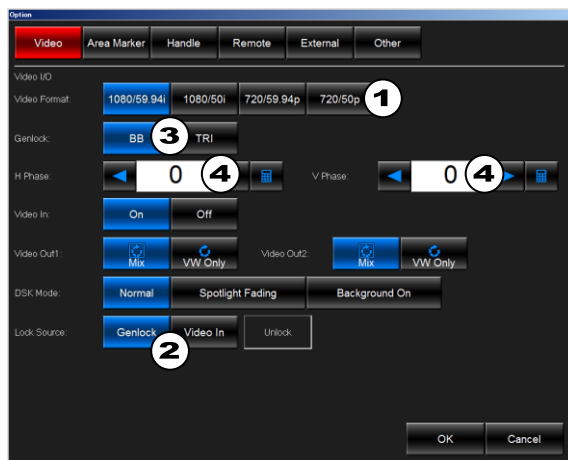 Option
Video Area Marker Handle Remote External Other
Video I/O
Video Format: 1080/59.94i 1080/50i 720/59.94p 720/50p 1
Genlock: BB 3 TRI
H Phase: 0 4 V Phase: 0 4
Video In: On Off
Video Out1: Mix VW Only Video Out2: Mix VW Only
DSK Mode: Normal Spotlight Fading Background On
Lock Source: Genlock Video In Unlock
2
OK Cancel